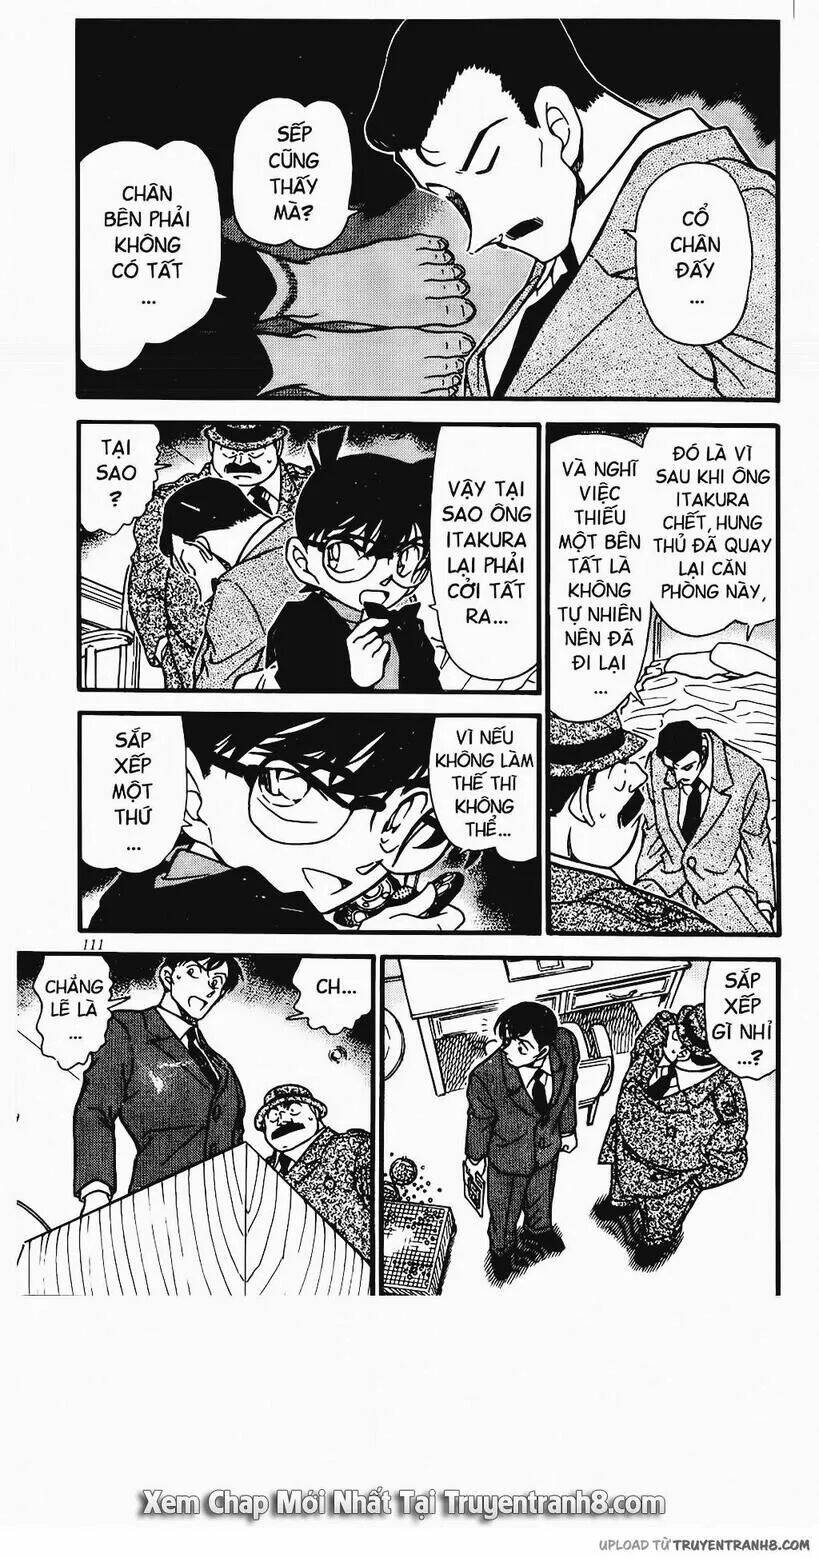 CỔ
CHÂN
ĐẤY
...
SẾP
CŨNG
THẤY
MÀ?
CHÂN
BÊN PHẢI
KHÔNG
CÓ TẤT
...
ĐÓ LÀ VÌ
SAU KHI ÔNG
ITAKURA
CHẾT, HUNG
THỦ ĐÃ QUAY
LẠI CĂN
PHÒNG NÀY,
VÀ NGHĨ
VIỆC
THIẾU
MỘT BÊN
TẤT LÀ
KHÔNG
TỰ NHIÊN
NÊN ĐÃ
ĐI LẠI
...
VẬY TẠI
SAO ÔNG
ITAKURA
LẠI PHẢI
CỞI TẤT
RA...
TẠI
SAO
?
VÌ NẾU
KHÔNG LÀM
THẾ THÌ
KHÔNG
THỂ...
SẮP
XẾP
MỘT
THỨ
...
111
SẮP
XẾP
GÌ NHỈ
...?
CH...
CHẲNG
LẼ LÀ
...
Xem Chap Mới Nhất Tại Truyentranh8.com
UPLOAD TỪ TRUYENTRANH8.COM